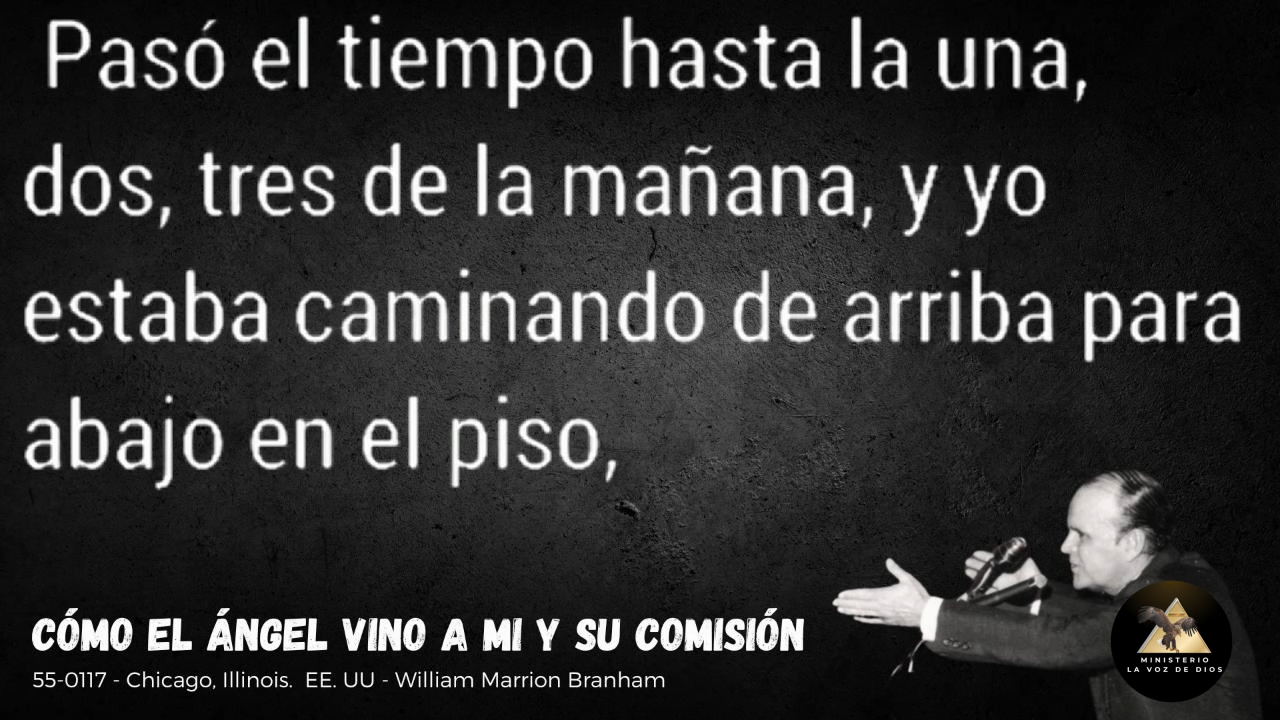 Pasó el tiempo hasta la una,
dos, tres de la mañana, y yo
estaba caminando de arriba para
abajo en el piso,
CÓMO EL ÁNGEL VINO A MI Y SU COMISIÓN
55-0117 - Chicago, Illinois.  EE. UU - William Marrion Branham
MINISTERIO
LA VOZ DE DIOS